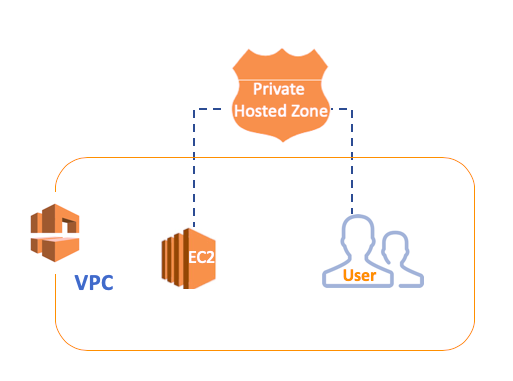 Private
Hosted Zone
EC2
User
VPC